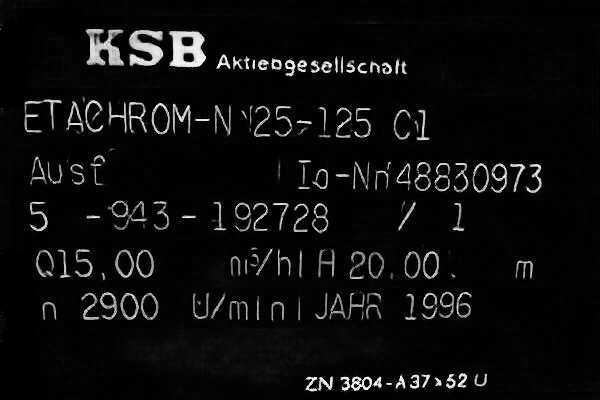 KSB Aktiengesellschaft
ETACHROM-N 25-125 C1
Ausf Id-Nr 48830973
5 -943-192728 / 1
Q15,00 m³/h H 20.00 m
n 2900 U/min JAHR 1996
ZN 3804-A 37x52 U